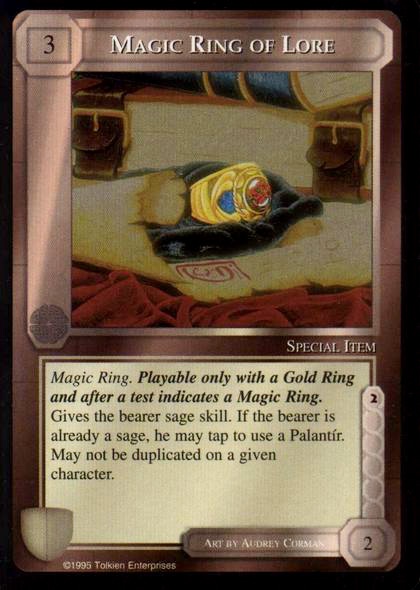 3
MAGIC RING OF LORE
SPECIAL ITEM
Magic Ring. Playable only with a Gold Ring
and after a test indicates a Magic Ring.
Gives the bearer sage skill. If the bearer is
already a sage, he may tap to use a Palantír.
May not be duplicated on a given
character.
2
ART BY AUDREY CORMAN
2
©1995 Tolkien Enterprises